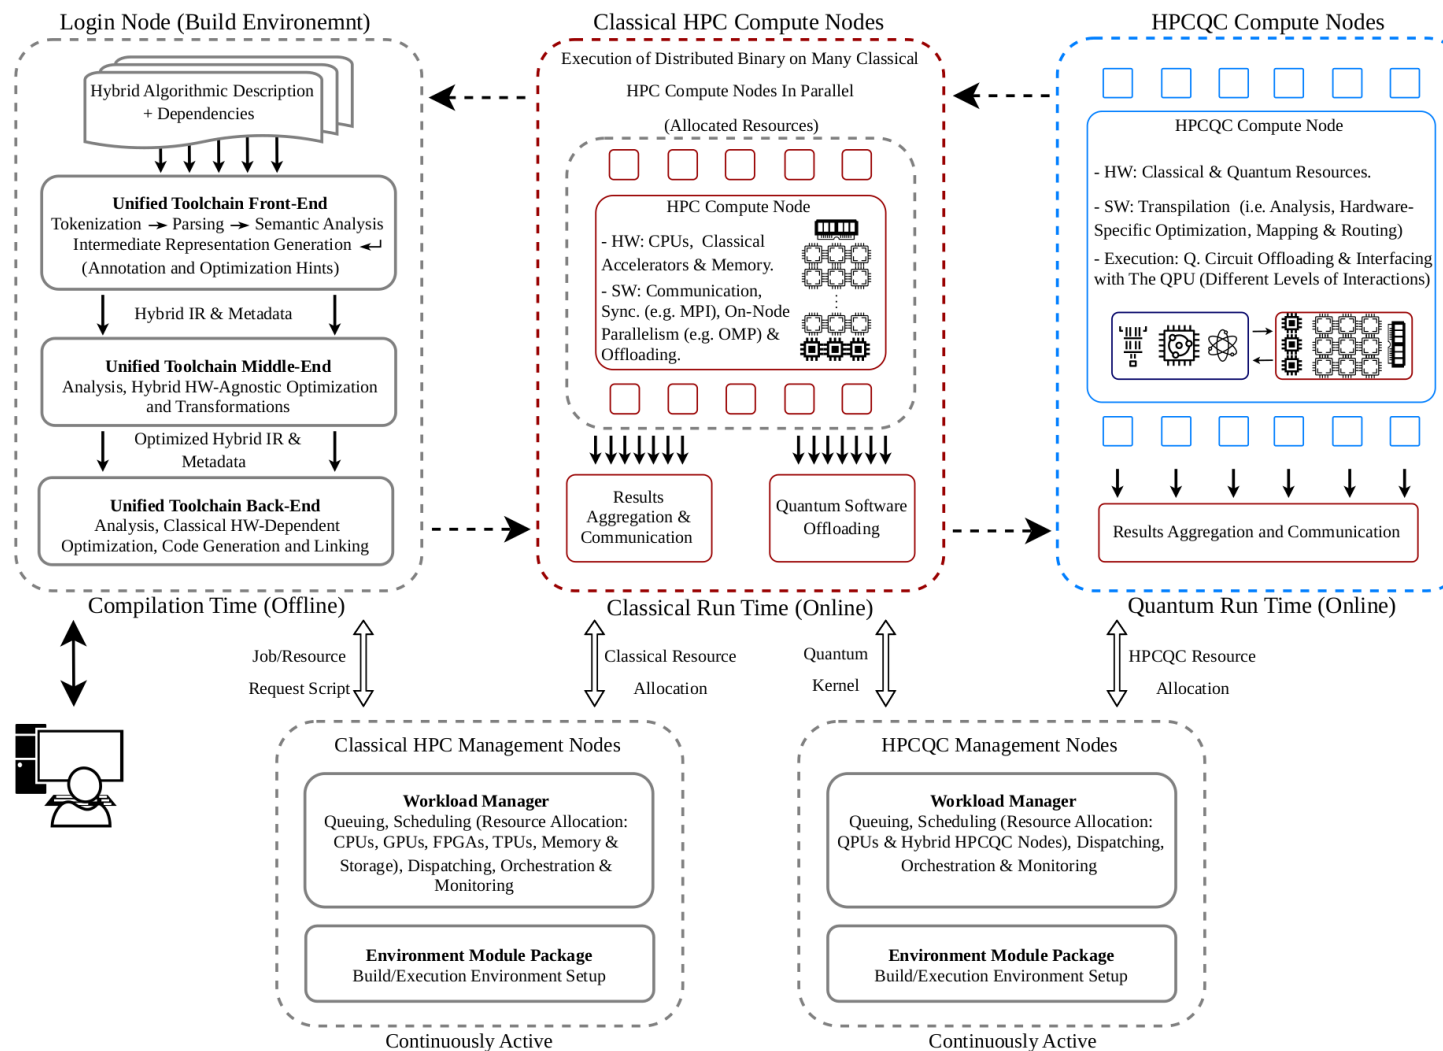 Login Node (Build Environemnt)
Hybrid Algorithmic Description
+ Dependencies
Unified Toolchain Front-End
Tokenization Parsing Semantic Analysis
Intermediate Representation Generation
(Annotation and Optimization Hints)
Hybrid IR & Metadata
Unified Toolchain Middle-End
Analysis, Hybrid HW-Agnostic Optimization
and Transformations
Optimized Hybrid IR &
Metadata
Unified Toolchain Back-End
Analysis, Classical HW-Dependent
Optimization, Code Generation and Linking
Compilation Time (Offline)
Classical HPC Compute Nodes
Execution of Distributed Binary on Many Classical
HPC Compute Nodes In Parallel
(Allocated Resources)
HPC Compute Node
- HW: CPUs, Classical
Accelerators & Memory.
- SW: Communication,
Sync. (e.g. MPI), On-Node
Parallelism (e.g. OMP) &
Offloading.
Results
Aggregation &
Communication
Quantum Software
Offloading
Classical Run Time (Online)
HPCQC Compute Nodes
HPCQC Compute Node
- HW: Classical & Quantum Resources.
- SW: Transpilation (i.e. Analysis, Hardware-
Specific Optimization, Mapping & Routing)
- Execution: Q. Circuit Offloading & Interfacing
with The QPU (Different Levels of Interactions)
Results Aggregation and Communication
Quantum Run Time (Online)
Job/Resource
Request Script
Classical Resource
Allocation
Quantum
Kernel
HPCQC Resource
Allocation
Classical HPC Management Nodes
Workload Manager
Queuing, Scheduling (Resource Allocation:
CPUs, GPUs, FPGAs, TPUs, Memory &
Storage), Dispatching, Orchestration &
Monitoring
Environment Module Package
Build/Execution Environment Setup
Continuously Active
HPCQC Management Nodes
Workload Manager
Queuing, Scheduling (Resource Allocation:
QPUs & Hybrid HPCQC Nodes), Dispatching,
Orchestration & Monitoring
Environment Module Package
Build/Execution Environment Setup
Continuously Active